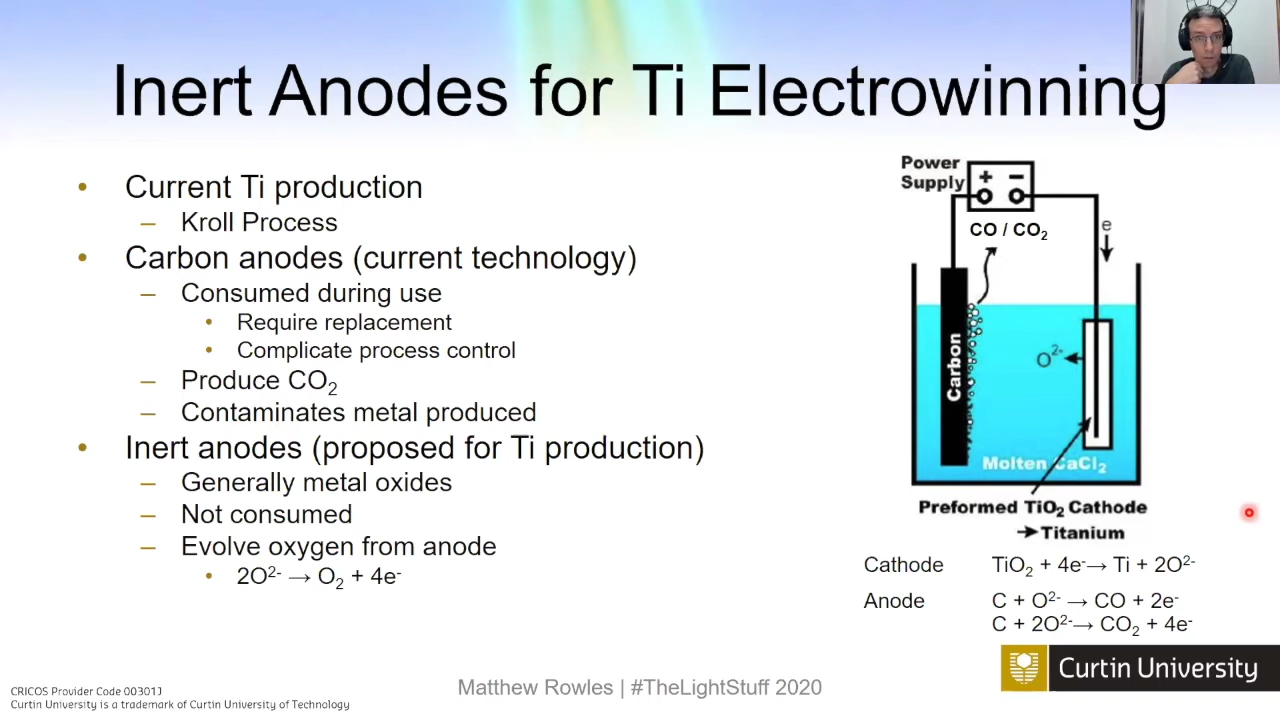 Inert Anodes for Ti Electrowinning
• Current Ti production
– Kroll Process
• Carbon anodes (current technology)
– Consumed during use
• Require replacement
• Complicate process control
– Produce CO₂
– Contaminates metal produced
• Inert anodes (proposed for Ti production)
– Generally metal oxides
– Not consumed
– Evolve oxygen from anode
• 2O²⁻ → O₂ + 4e⁻
Power
Supply
+ −
CO / CO₂
e
Carbon
O²⁻
Molten CaCl₂
Preformed TiO₂ Cathode
→ Titanium
Cathode TiO₂ + 4e⁻→ Ti + 2O²⁻
Anode C + O²⁻ → CO + 2e⁻
C + 2O²⁻→ CO₂ + 4e⁻
Curtin University
Matthew Rowles | #TheLightStuff 2020
CRICOS Provider Code 00301J
Curtin University is a trademark of Curtin University of Technology